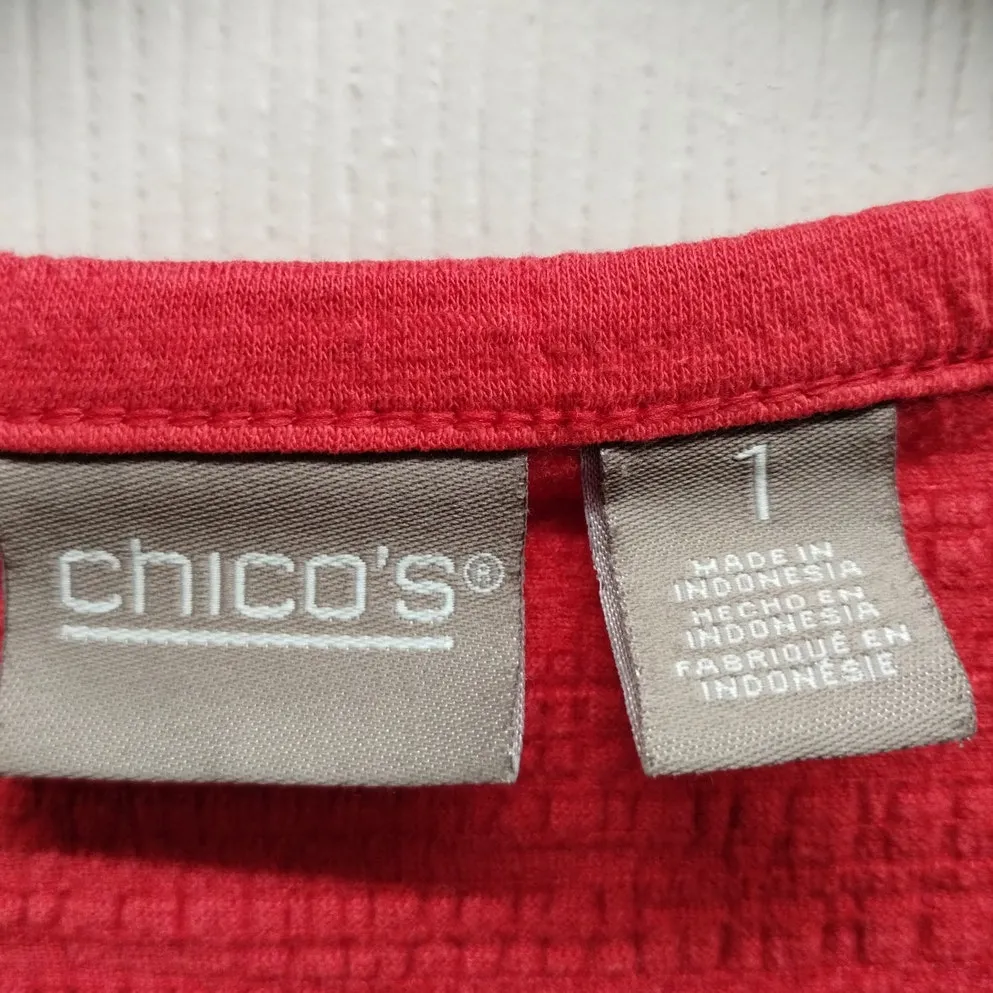 chico's®
1
MADE IN
INDONESIA
HECHO EN
INDONESIA
FABRIQUÉ EN
INDONÉSIE